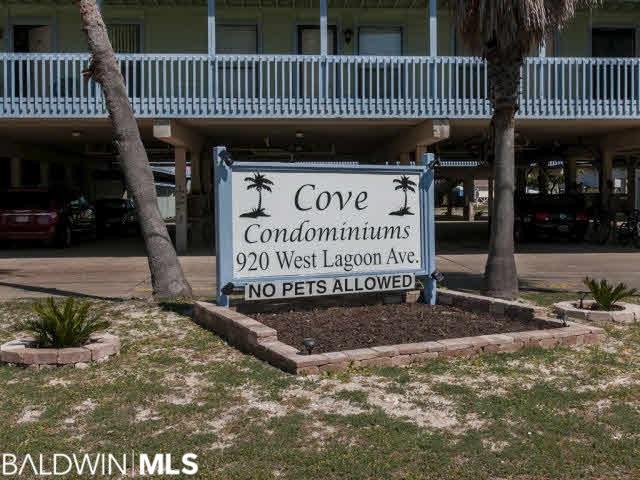 Cove
Condominiums
920 West Lagoon Ave.
NO PETS ALLOWED
BALDWIN MLS